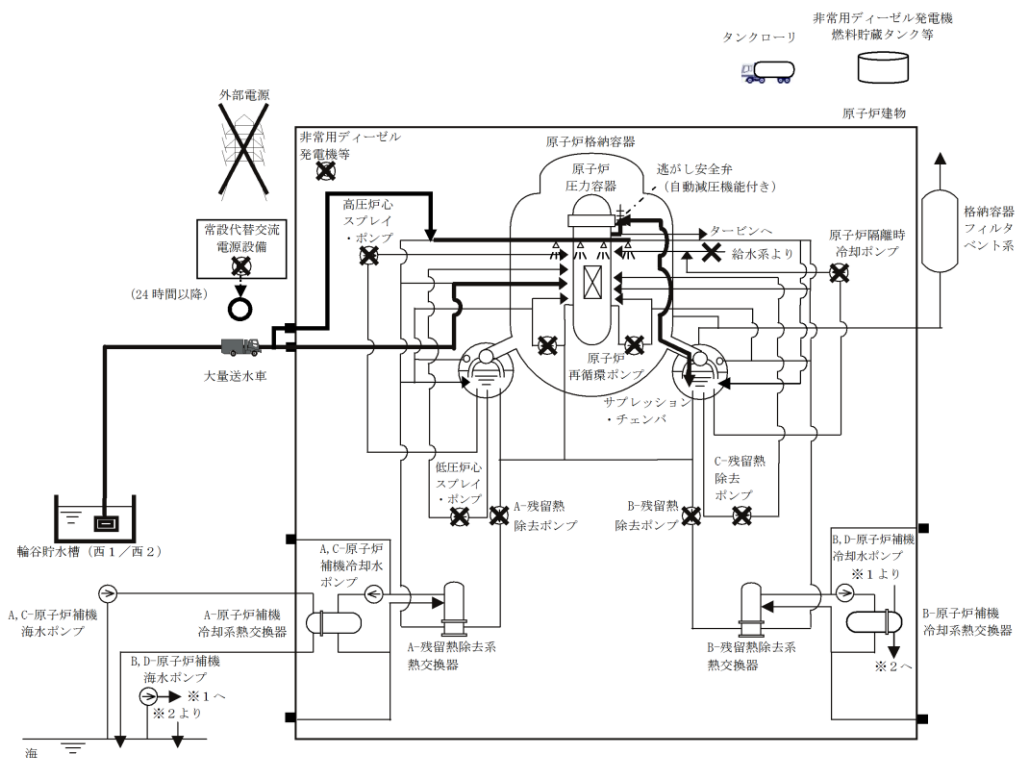 非常用ディーゼル発電機
燃料貯蔵タンク等
タンクローリ
外部電源
原子炉建物
非常用ディーゼル
発電機等
原子炉格納容器
原子炉
圧力容器
逃がし安全弁
(自動減圧機能付き)
高圧炉心
スプレイ
・ポンプ
常設代替交流
電源設備
(24時間以降)
タービンへ
給水系より
原子炉隔離時
冷却ポンプ
格納容器
フィルタ
ベント系
大量送水車
原子炉
再循環ポンプ
サプレッション
・チェンバ
低圧炉心
スプレイ
・ポンプ
A-残留熱
除去ポンプ
B-残留熱
除去ポンプ
C-残留熱
除去
ポンプ
輪谷貯水槽(西1/西2)
A,C-原子炉
補機冷却水
ポンプ
B,D-原子炉補機
冷却水ポンプ
※1より
A,C-原子炉補機
海水ポンプ
A-原子炉補機
冷却系熱交換器
B-原子炉補機
冷却系熱交換器
A-残留熱除去系
熱交換器
B-残留熱除去系
熱交換器
※2へ
B,D-原子炉補機
海水ポンプ
※1へ
※2より
海